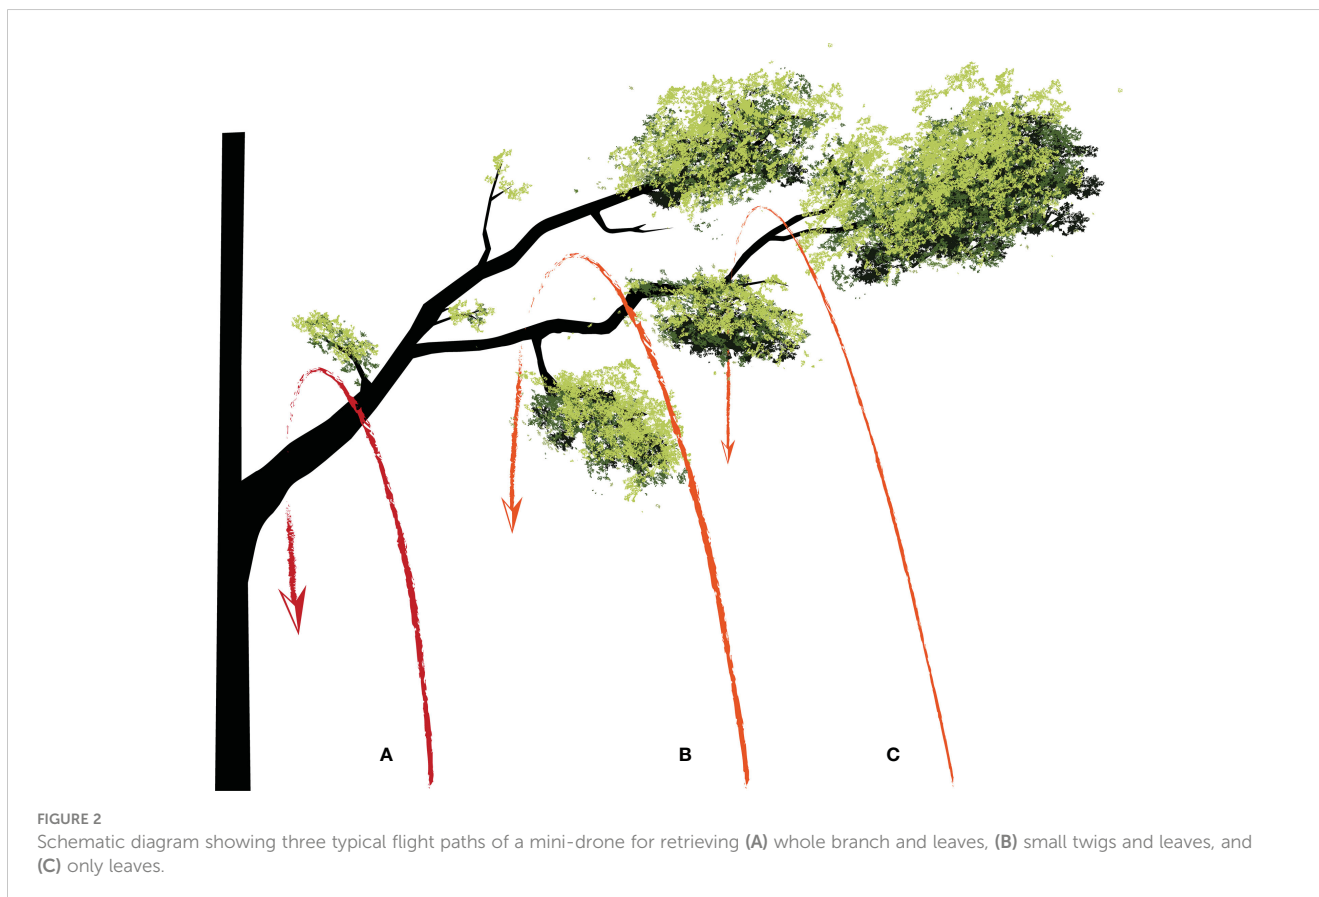 A B C
FIGURE 2
Schematic diagram showing three typical flight paths of a mini-drone for retrieving (A) whole branch and leaves, (B) small twigs and leaves, and
(C) only leaves.